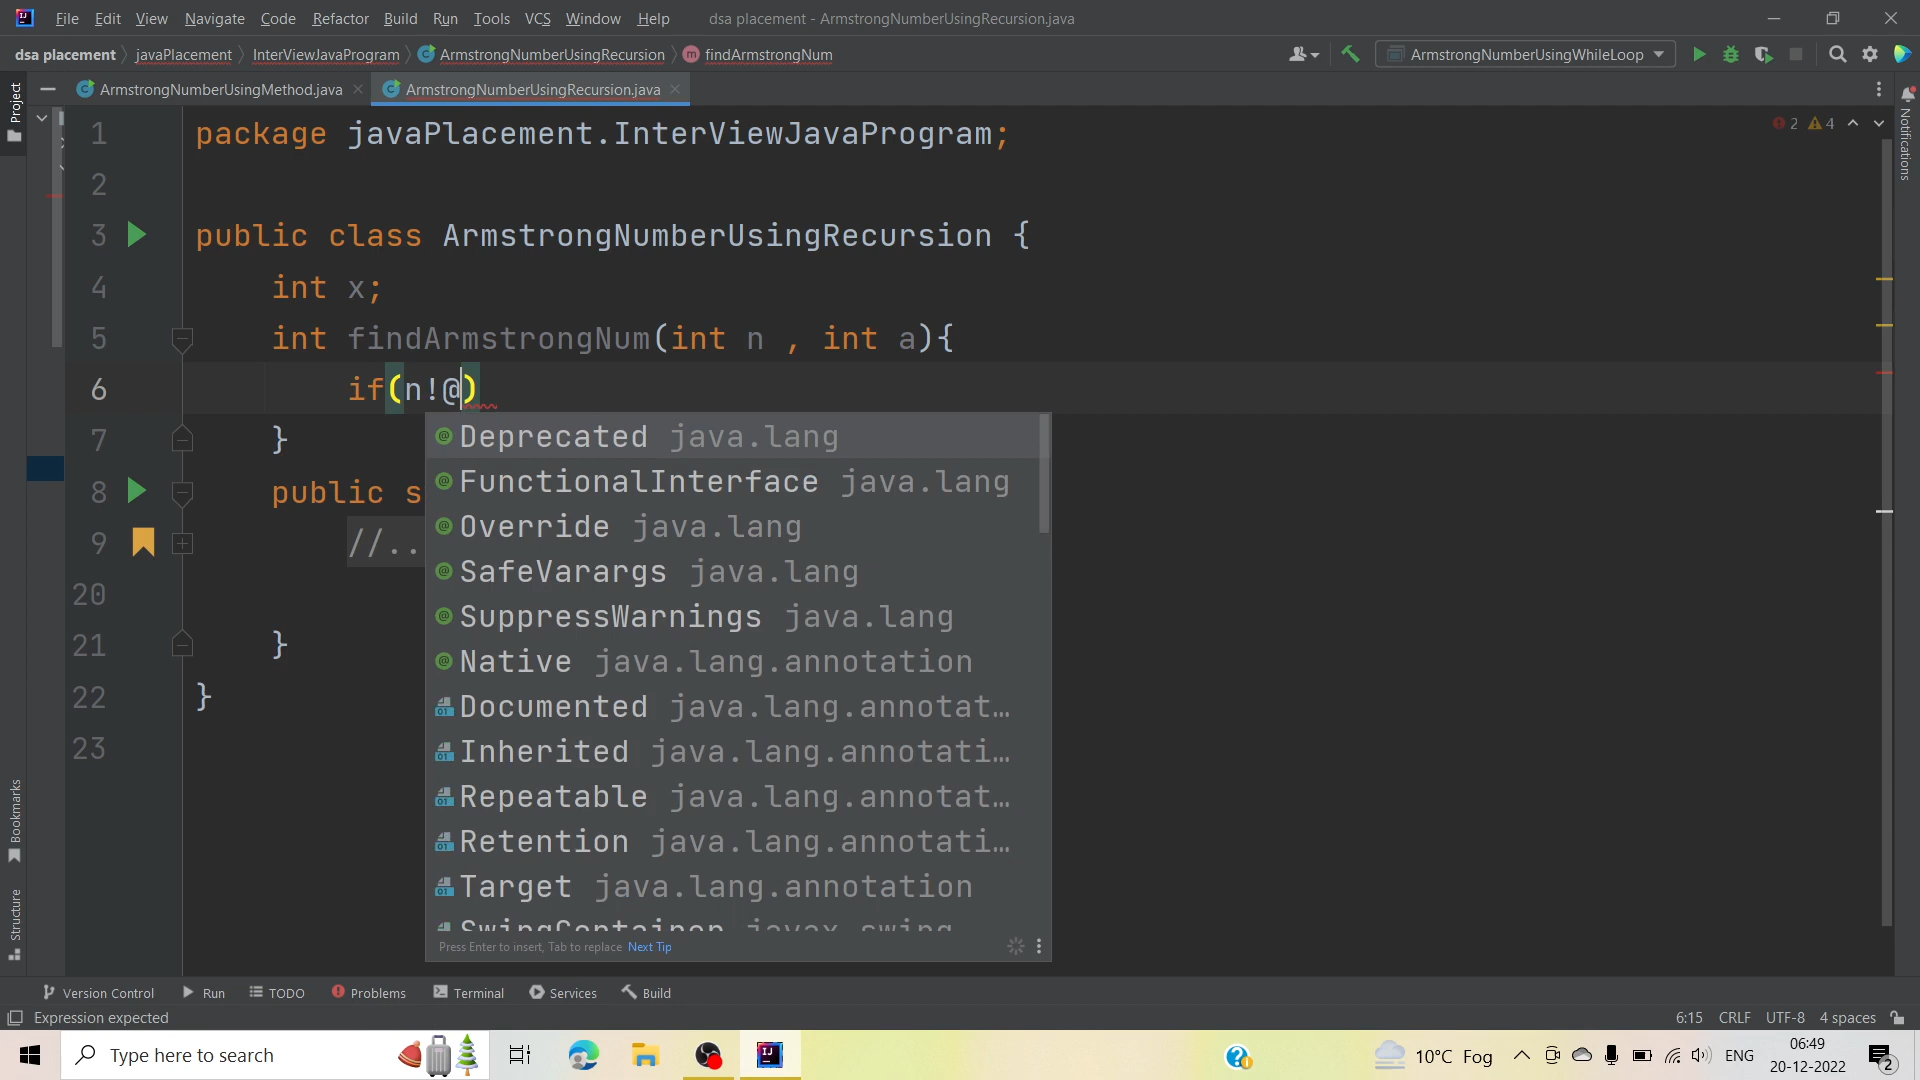 File Edit View Navigate Code Refactor Build Run Tools VCS Window Help dsa placement - ArmstrongNumberUsingRecursion.java
dsa placement javaPlacement InterViewJavaProgram ArmstrongNumberUsingRecursion findArmstrongNum ArmstrongNumberUsingWhileLoop
ArmstrongNumberUsingMethod.java ArmstrongNumberUsingRecursion.java
Project
Notifications
2 4
1 package javaPlacement.InterViewJavaProgram;
2
3 public class ArmstrongNumberUsingRecursion {
4 int x;
5 int findArmstrongNum(int n , int a){
6 if(n!@)
7 }
8 public s
9 //..
20
21 }
22 }
23
Deprecated java.lang
FunctionalInterface java.lang
Override java.lang
SafeVarargs java.lang
SuppressWarnings java.lang
Native java.lang.annotation
Documented java.lang.annotat…
Inherited java.lang.annotati…
Repeatable java.lang.annotat…
Retention java.lang.annotati…
Target java.lang.annotation
SwingContainer javax.swing
Press Enter to insert, Tab to replace Next Tip
Bookmarks
Structure
Version Control Run TODO Problems Terminal Services Build
Expression expected 6:15 CRLF UTF-8 4 spaces
Type here to search 10°C Fog ENG 06:49
20-12-2022 2